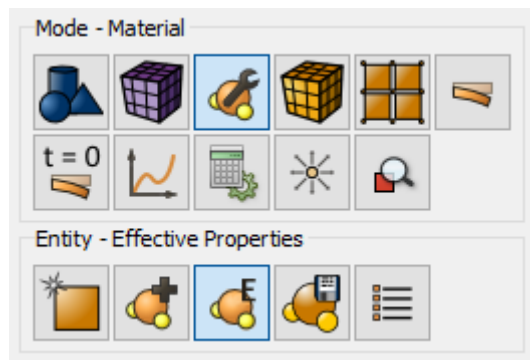 Mode - Material
t = 0
Entity - Effective Properties
E